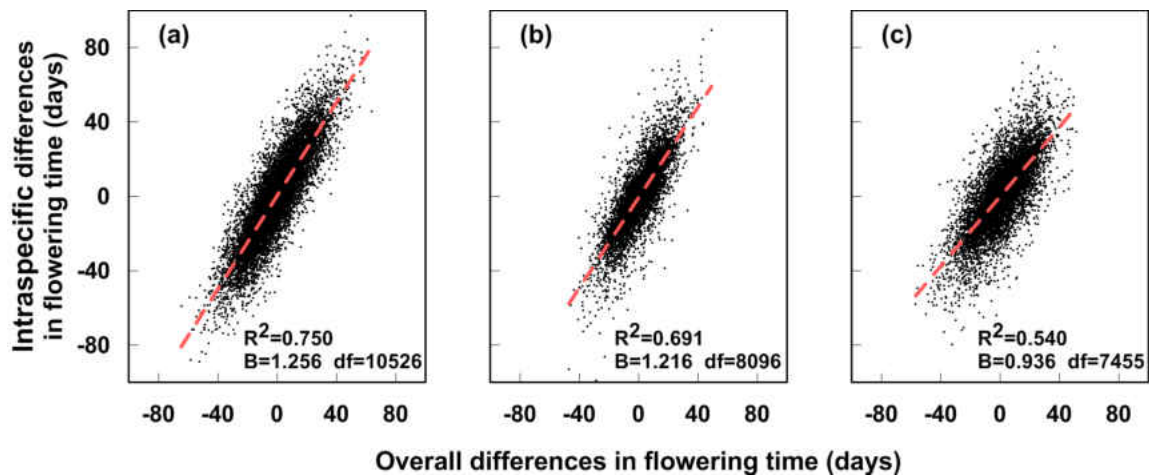 Intraspecific differences
in flowering time (days)
80
40
0
-40
-80
(a)
R²=0.750
B=1.256 df=10526
-80 -40 0 40 80
(b)
R²=0.691
B=1.216 df=8096
-80 -40 0 40 80
(c)
R²=0.540
B=0.936 df=7455
-80 -40 0 40 80
Overall differences in flowering time (days)